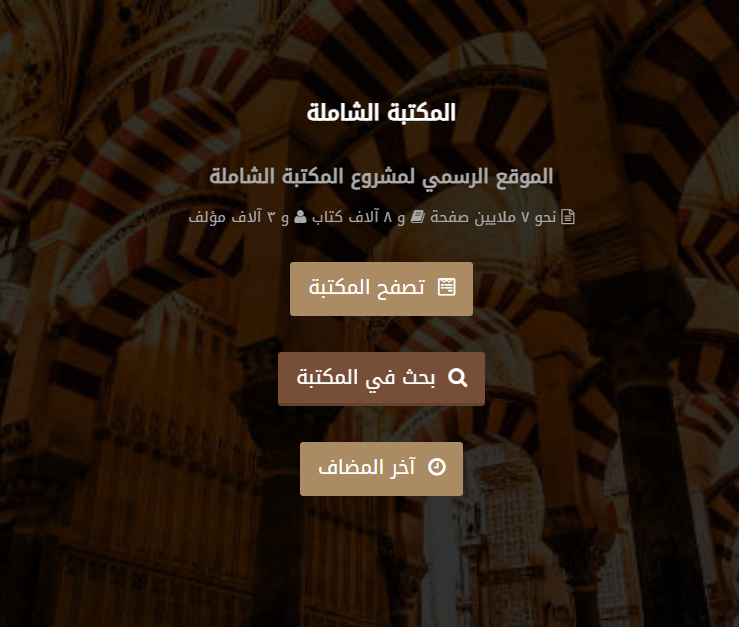 المكتبة الشاملة
الموقع الرسمي لمشروع المكتبة الشاملة
نحو ٧ ملايين صفحة و ٨ آلاف كتاب و ٣ آلاف مؤلف
تصفح المكتبة
بحث في المكتبة
آخر المضاف